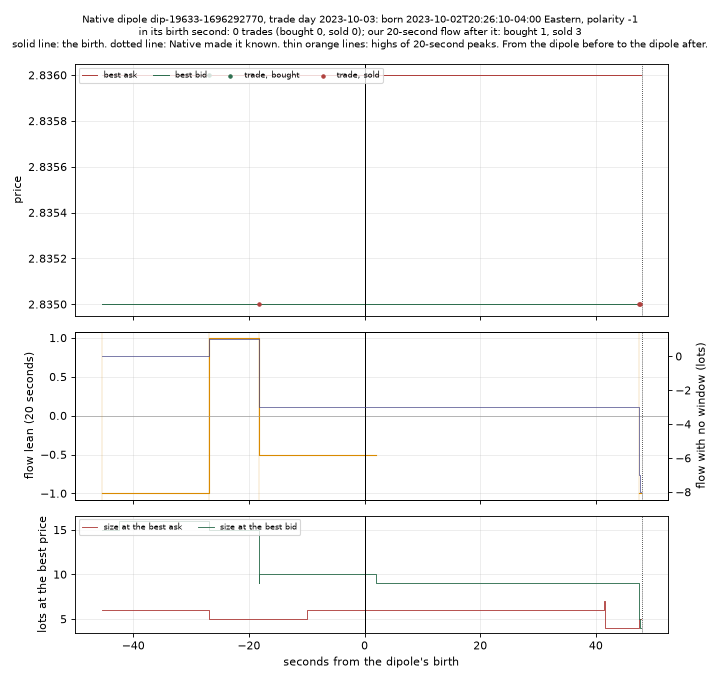 Native dipole dip-19633-1696292770, trade day 2023-10-03: born 2023-10-02T20:26:10-04:00 Eastern, polarity -1
in its birth second: 0 trades (bought 0, sold 0); our 20-second flow after it: bought 1, sold 3
solid line: the birth. dotted line: Native made it known. thin orange lines: highs of 20-second peaks. From the dipole before to the dipole after.
best ask best bid trade, bought trade, sold
2.8360
2.8358
2.8356
2.8354
2.8352
2.8350
price
1.0
0.5
0.0
−0.5
−1.0
flow lean (20 seconds)
0
−2
−4
−6
−8
flow with no window (lots)
size at the best ask size at the best bid
15
10
5
lots at the best price
−40 −20 0 20 40
seconds from the dipole's birth